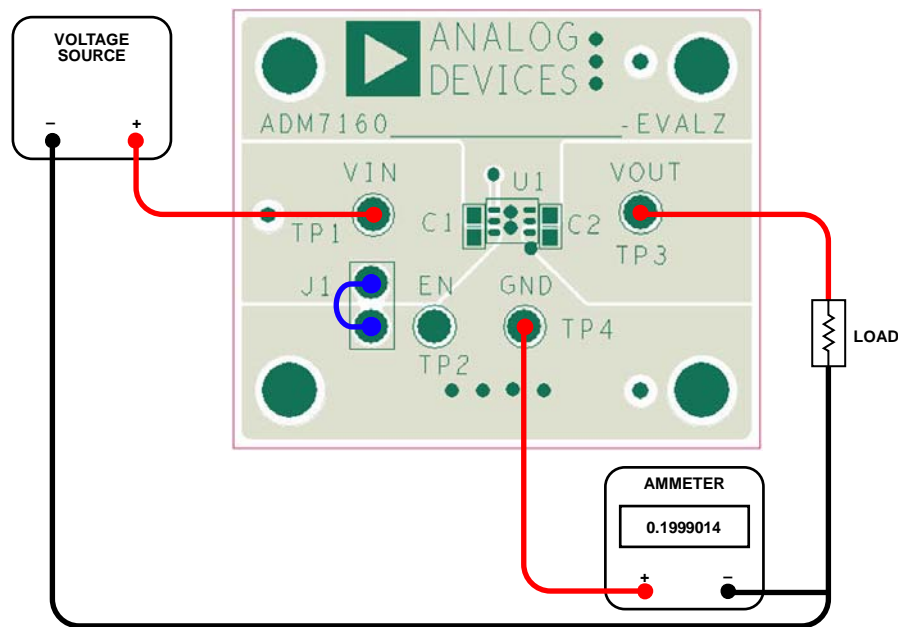 VOLTAGE
SOURCE
– +
ANALOG
DEVICES
ADM7160 -EVALZ
VIN
TP1
U1
C1
C2
VOUT
TP3
J1
EN
TP2
GND
TP4
LOAD
AMMETER
0.1999014
+ –